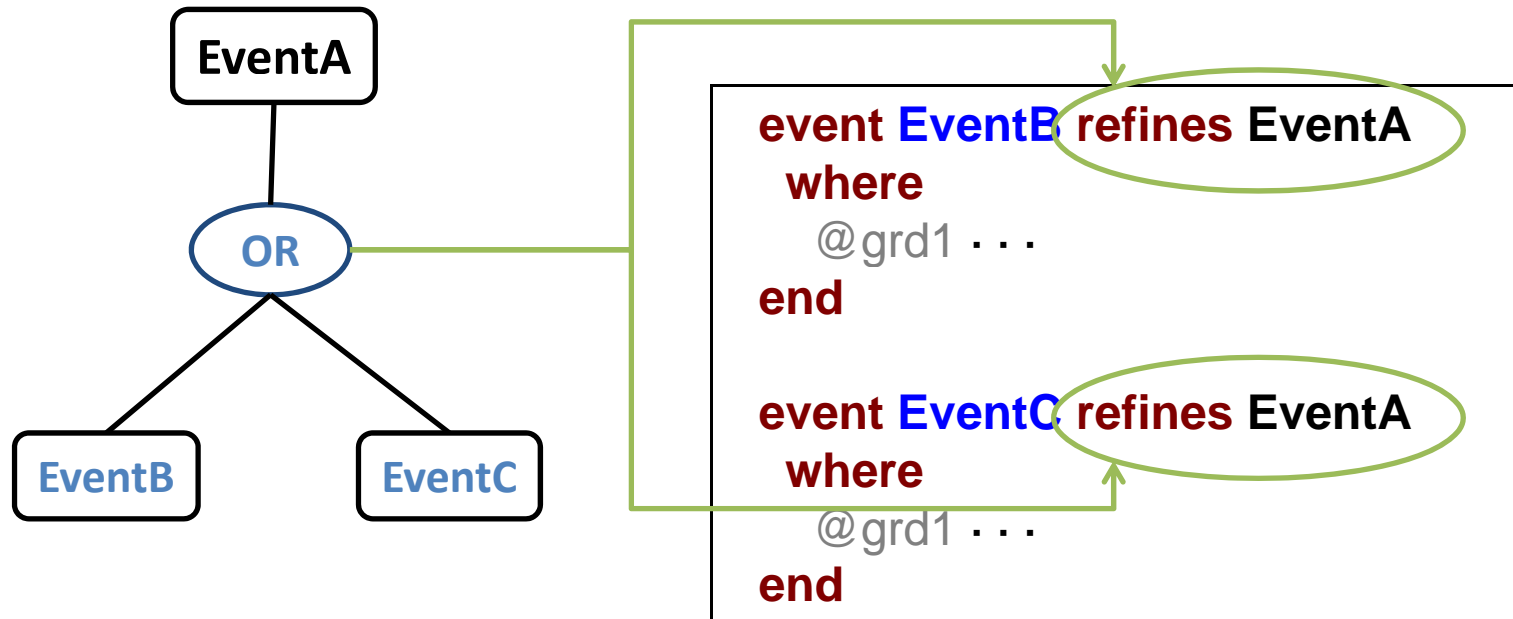 EventA
OR
EventB
EventC
event EventB refines EventA
where
@grd1 · · ·
end
event EventC refines EventA
where
@grd1 · · ·
end